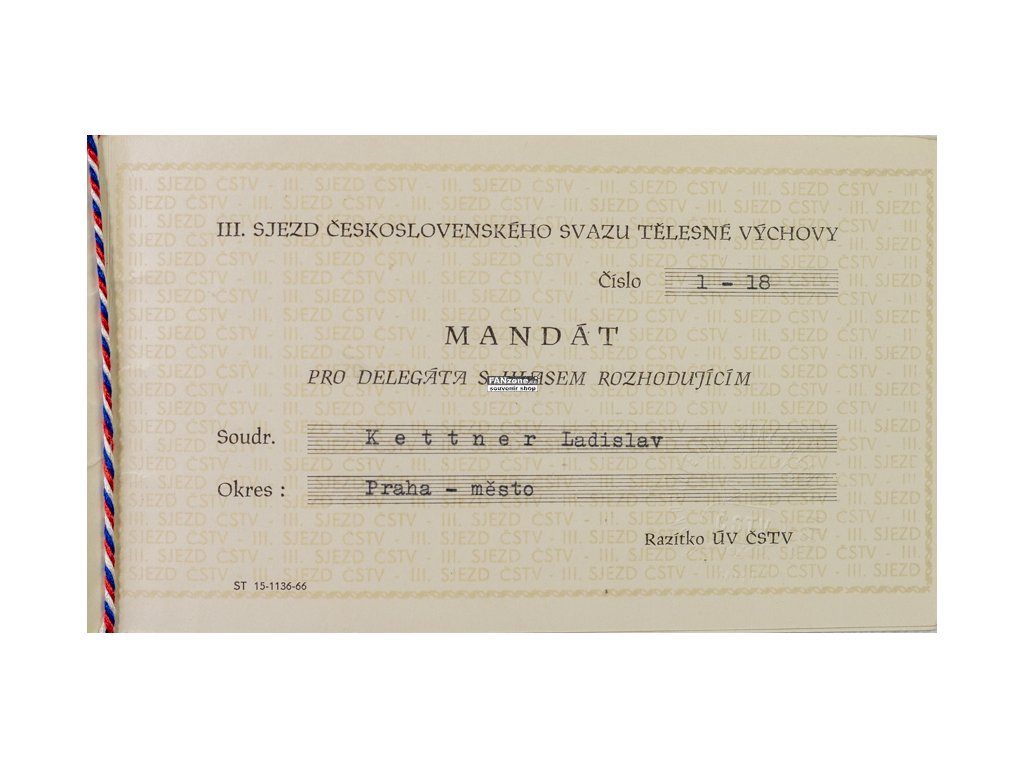 III. SJEZD ČESKOSLOVENSKÉHO SVAZU TĚLESNÉ VÝCHOVY
Číslo 1 - 18
MANDÁT
PRO DELEGÁTA S HLASEM ROZHODUJÍCÍM
FANzone
souvenir shop
Soudr. Kettner Ladislav
Okres : Praha - město
Razítko ÚV ČSTV
ST 15-1136-66